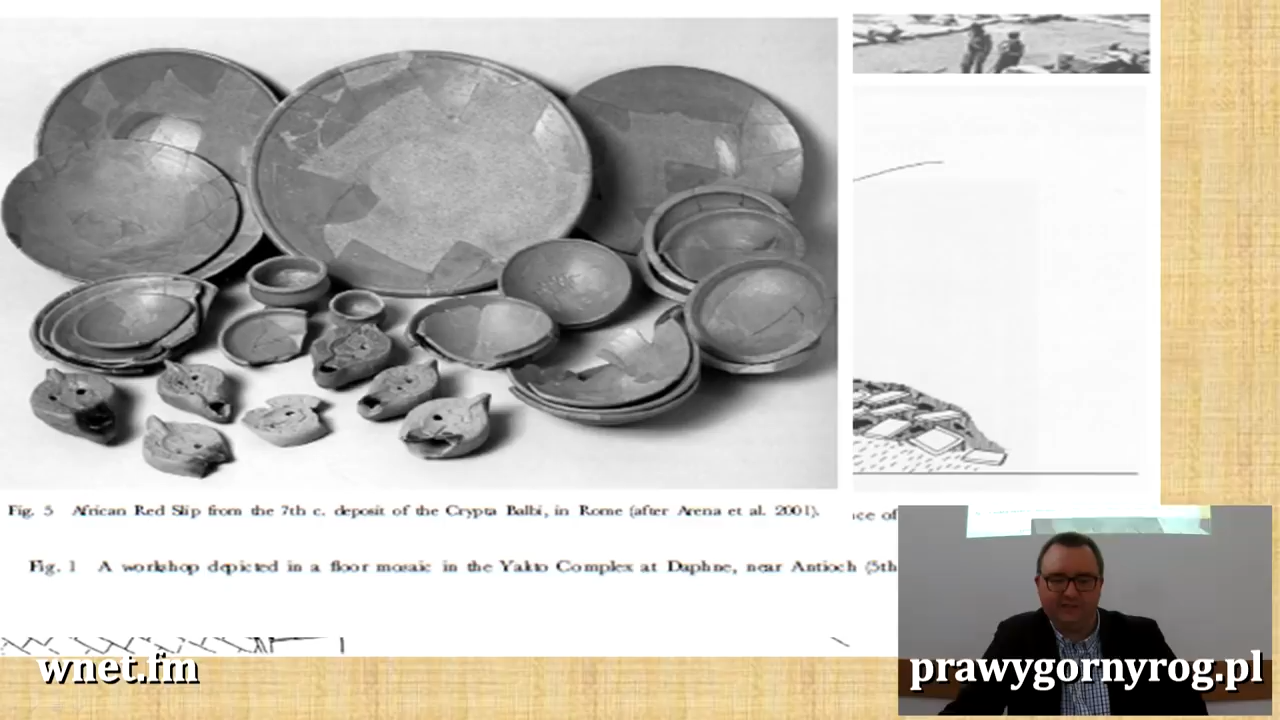 Fig. 5 African Red Slip from the 7th c. deposit of the Crypta Balbi, in Rome (after Arena et al. 2001).
ice of
Fig. 1 A workshop depicted in a floor mosaic in the Yakto Complex at Daphne, near Antioch (5th
wnet.fm
prawygornyrog.pl